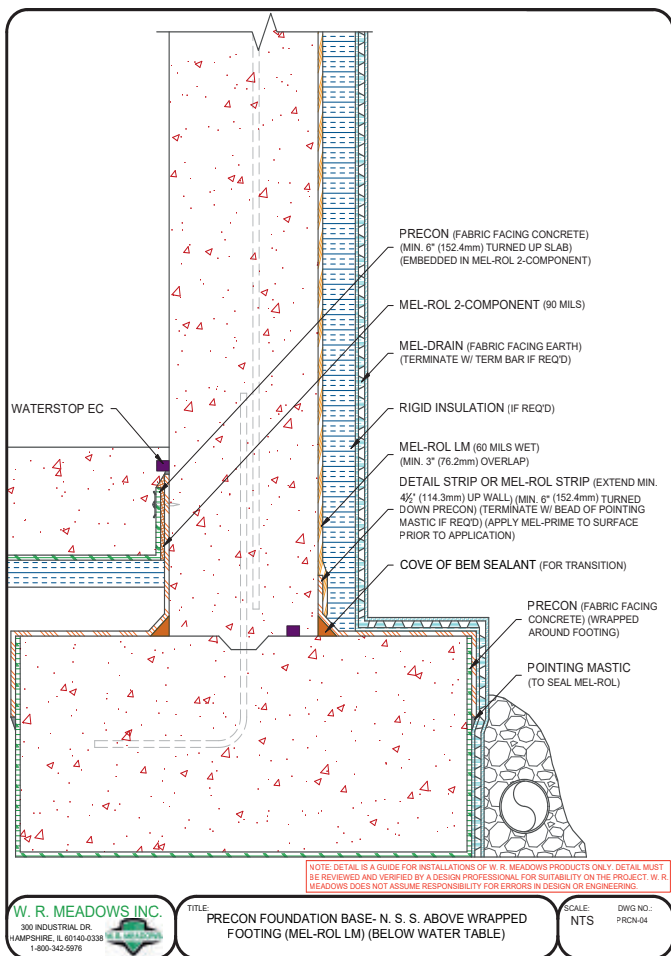 PRECON (FABRIC FACING CONCRETE)
(MIN. 6" (152.4mm) TURNED UP SLAB)
(EMBEDDED IN MEL-ROL 2-COMPONENT)
MEL-ROL 2-COMPONENT (90 MILS)
MEL-DRAIN (FABRIC FACING EARTH)
(TERMINATE W/ TERM BAR IF REQ'D)
WATERSTOP EC
RIGID INSULATION (IF REQ'D)
MEL-ROL LM (60 MILS WET)
(MIN. 3" (76.2mm) OVERLAP)
DETAIL STRIP OR MEL-ROL STRIP (EXTEND MIN.
4½" (114.3mm) UP WALL) (MIN. 6" (152.4mm) TURNED
DOWN PRECON) (TERMINATE W/ BEAD OF POINTING
MASTIC IF REQ'D) (APPLY MEL-PRIME TO SURFACE
PRIOR TO APPLICATION)
COVE OF BEM SEALANT (FOR TRANSITION)
PRECON (FABRIC FACING
CONCRETE) (WRAPPED
AROUND FOOTING)
POINTING MASTIC
(TO SEAL MEL-ROL)
NOTE: DETAIL IS A GUIDE FOR INSTALLATIONS OF W. R. MEADOWS PRODUCTS ONLY. DETAIL MUST
BE REVIEWED AND VERIFIED BY A DESIGN PROFESSIONAL FOR SUITABILITY ON THE PROJECT. W. R.
MEADOWS DOES NOT ASSUME RESPONSIBILITY FOR ERRORS IN DESIGN OR ENGINEERING.
W. R. MEADOWS INC.
300 INDUSTRIAL DR.
HAMPSHIRE, IL 60140-0338
1-800-342-5976
W. R. MEADOWS
TITLE:
PRECON FOUNDATION BASE- N. S. S. ABOVE WRAPPED
FOOTING (MEL-ROL LM) (BELOW WATER TABLE)
SCALE:
NTS
DWG NO.:
PRCN-04